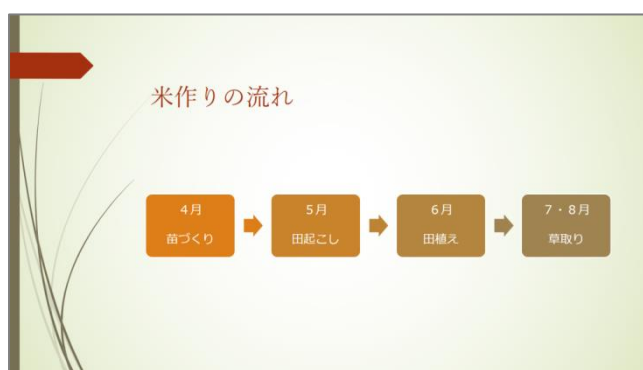 米作りの流れ
4月
苗づくり
5月
田起こし
6月
田植え
7・8月
草取り